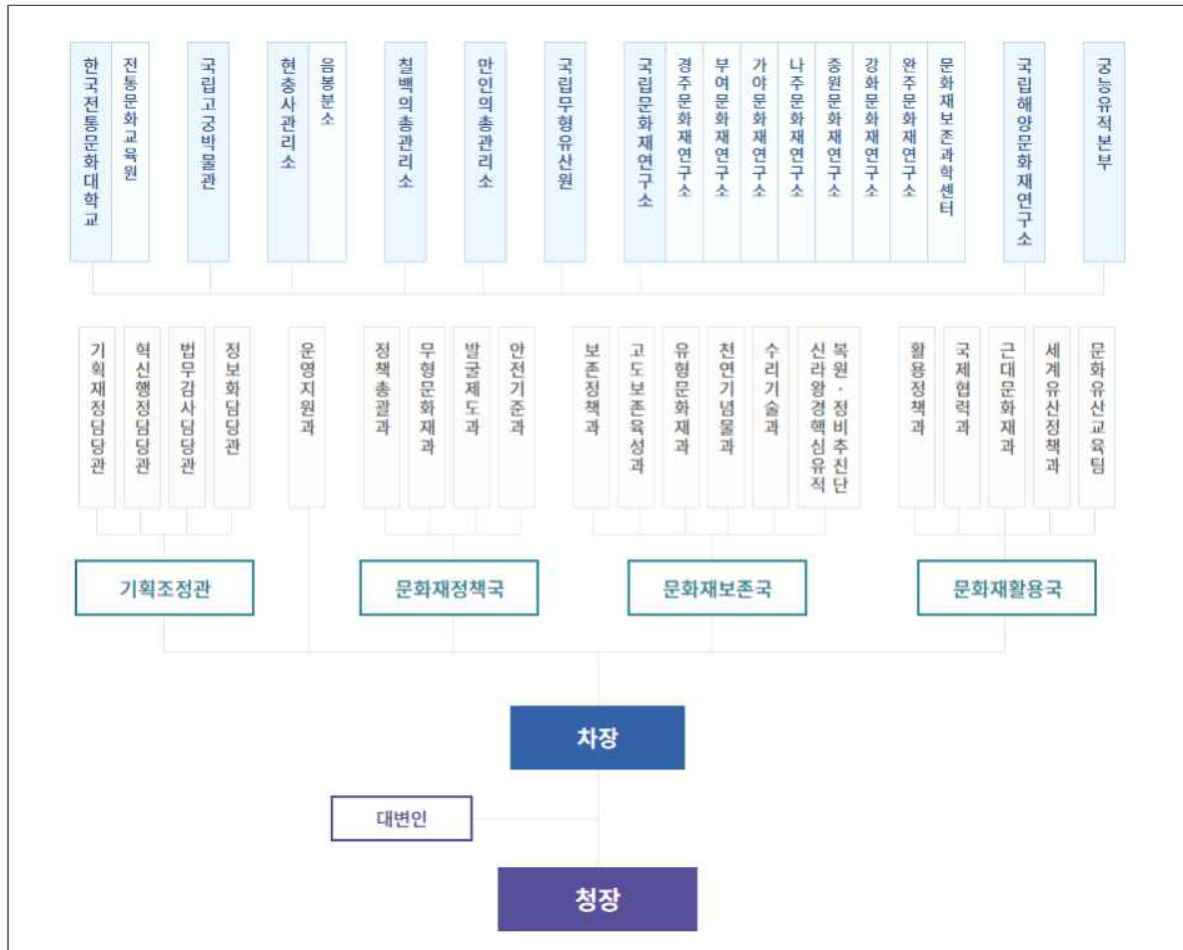 한국전통문화대학교
전통문화교육원
국립고궁박물관
현충사관리소
음봉분소
칠백의총관리소
만인의총관리소
국립무형유산원
국립문화재연구소
경주문화재연구소
부여문화재연구소
가야문화재연구소
나주문화재연구소
중원문화재연구소
강화문화재연구소
완주문화재연구소
문화재보존과학센터
국립해양문화재연구소
궁능유적본부
기획재정담당관
혁신행정담당관
법무감사담당관
정보화담당관
운영지원과
정책총괄과
무형문화재과
발굴제도과
안전기준과
보존정책과
고도보존육성과
유형문화재과
천연기념물과
수리기술과
신라왕경핵심유적
복원·정비추진단
활용정책과
국제협력과
근대문화재과
세계유산정책과
문화유산교육팀
기획조정관
문화재정책국
문화재보존국
문화재활용국
차장
대변인
청장